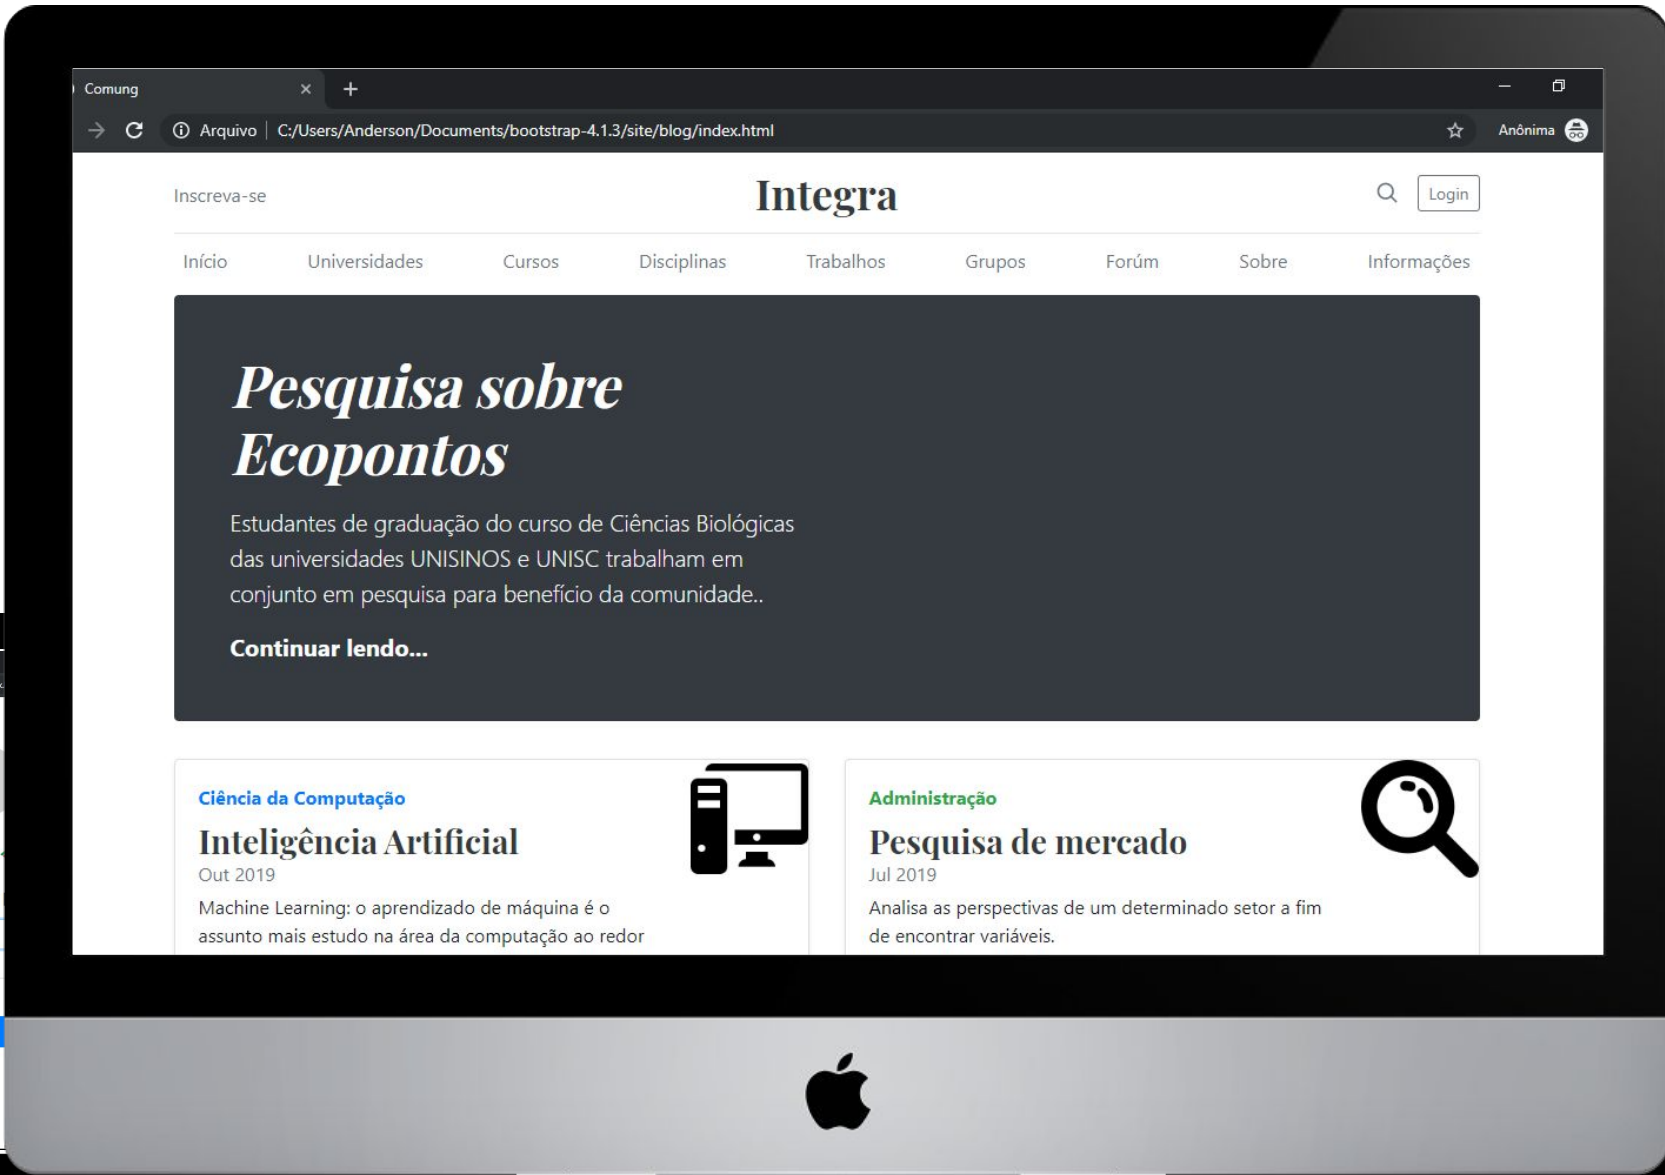 Comung
Arquivo C:/Users/Anderson/Documents/bootstrap-4.1.3/site/blog/index.html Anônima
Inscreva-se Integra Login
Início Universidades Cursos Disciplinas Trabalhos Grupos Forúm Sobre Informações
Pesquisa sobre
Ecopontos
Estudantes de graduação do curso de Ciências Biológicas
das universidades UNISINOS e UNISC trabalham em
conjunto em pesquisa para benefício da comunidade..
Continuar lendo...
Ciência da Computação
Inteligência Artificial
Out 2019
Machine Learning: o aprendizado de máquina é o
assunto mais estudo na área da computação ao redor
Administração
Pesquisa de mercado
Jul 2019
Analisa as perspectivas de um determinado setor a fim
de encontrar variáveis.